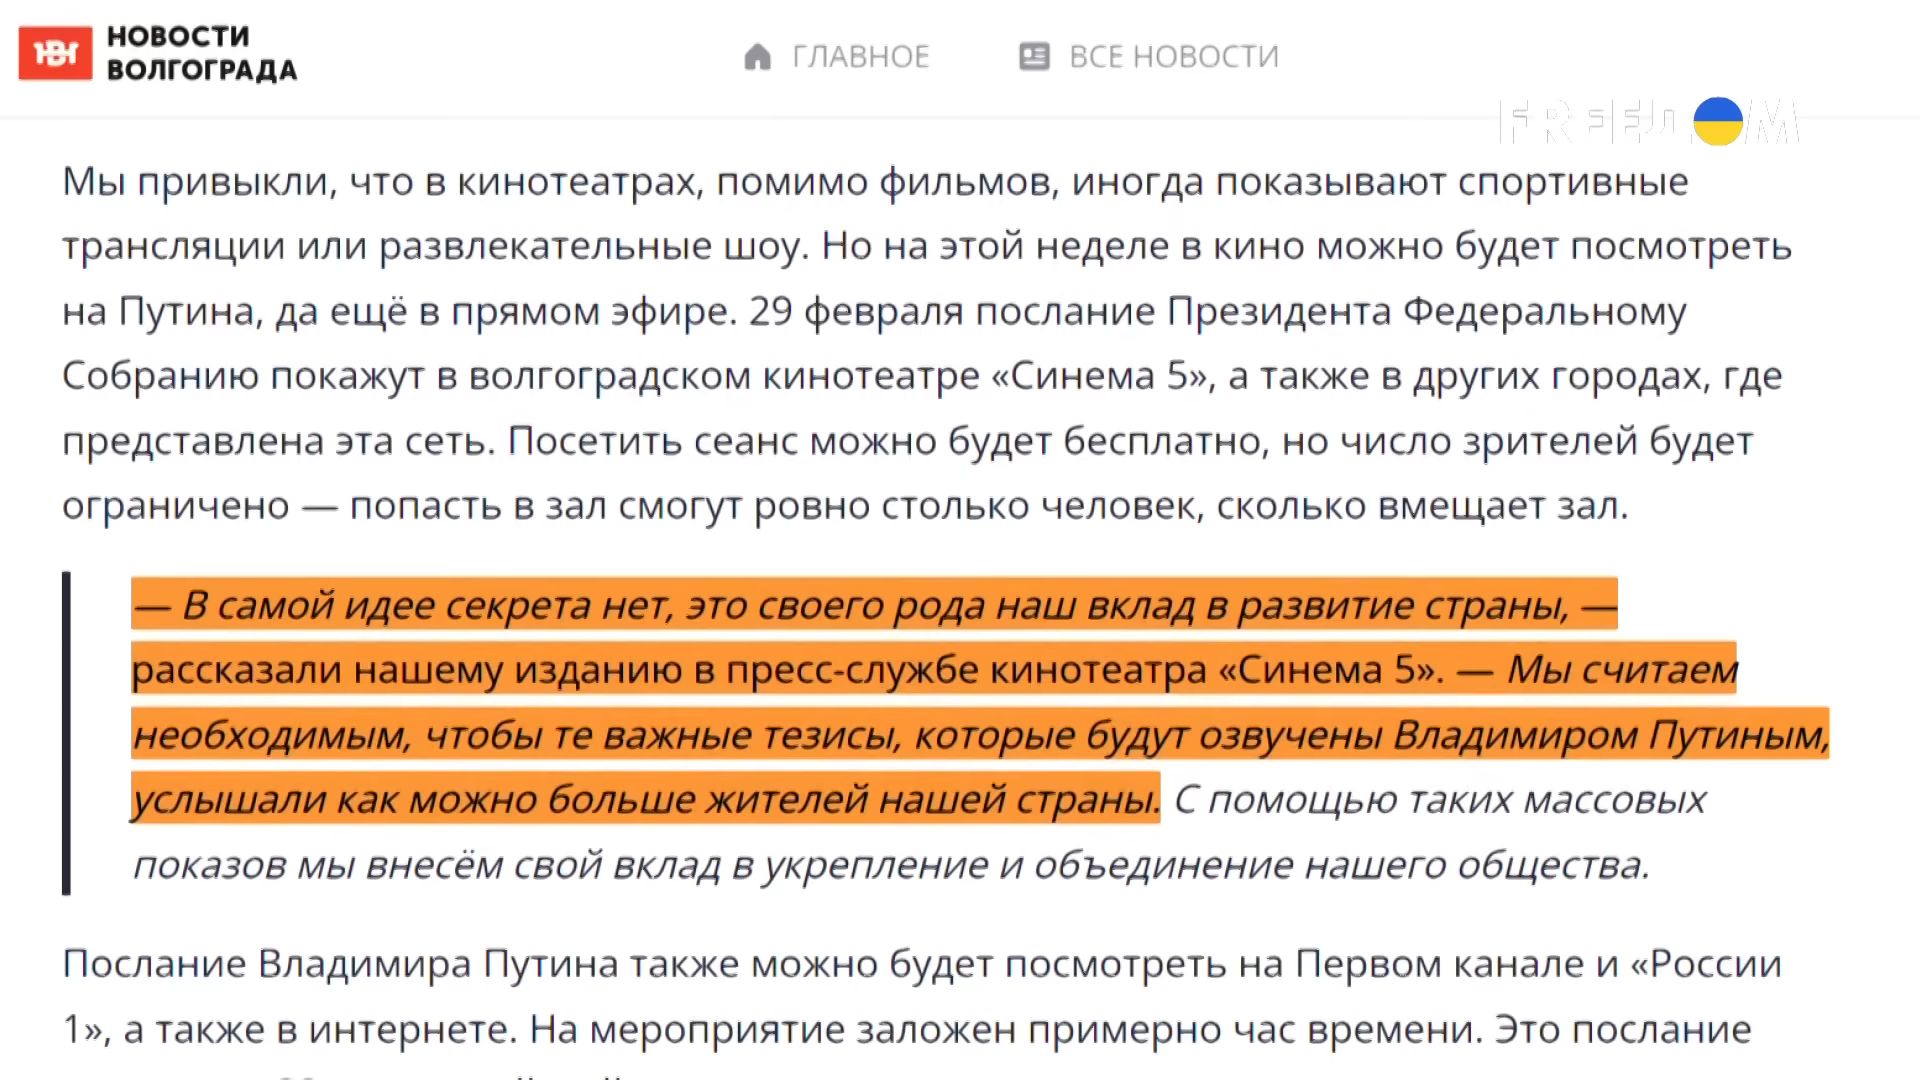 НОВОСТИ
ВОЛГОГРАДА
ГЛАВНОЕ
ВСЕ НОВОСТИ
FREEДOM
Мы привыкли, что в кинотеатрах, помимо фильмов, иногда показывают спортивные
трансляции или развлекательные шоу. Но на этой неделе в кино можно будет посмотреть
на Путина, да ещё в прямом эфире. 29 февраля послание Президента Федеральному
Собранию покажут в волгоградском кинотеатре «Синема 5», а также в других городах, где
представлена эта сеть. Посетить сеанс можно будет бесплатно, но число зрителей будет
ограничено — попасть в зал смогут ровно столько человек, сколько вмещает зал.
— В самой идее секрета нет, это своего рода наш вклад в развитие страны, —
рассказали нашему изданию в пресс-службе кинотеатра «Синема 5». — Мы считаем
необходимым, чтобы те важные тезисы, которые будут озвучены Владимиром Путиным,
услышали как можно больше жителей нашей страны. С помощью таких массовых
показов мы внесём свой вклад в укрепление и объединение нашего общества.
Послание Владимира Путина также можно будет посмотреть на Первом канале и «России
1», а также в интернете. На мероприятие заложен примерно час времени. Это послание